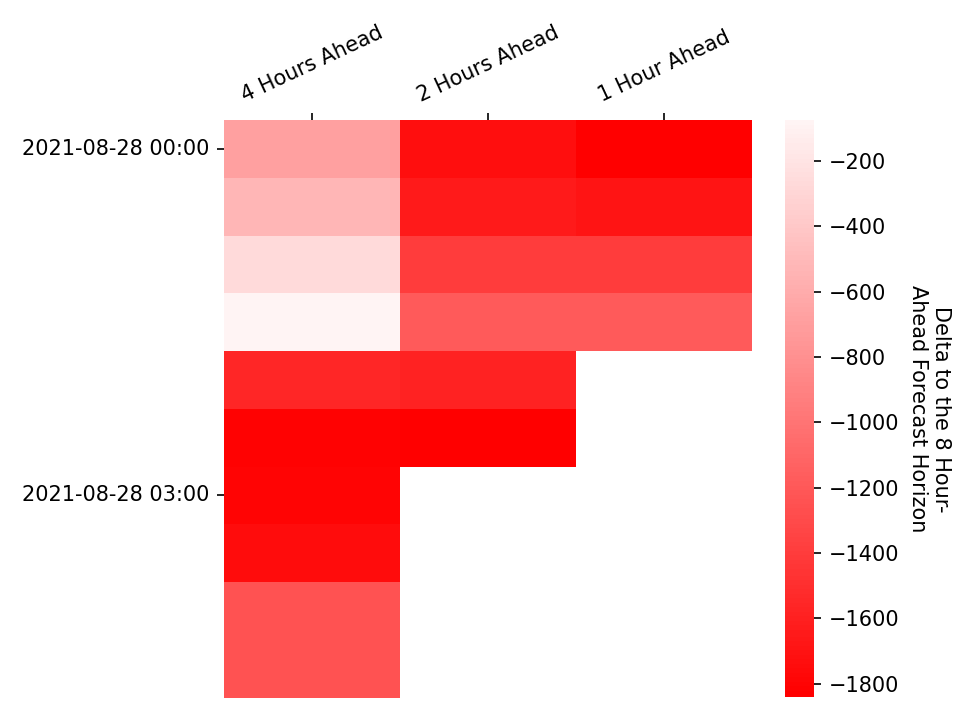 4 Hours Ahead
2 Hours Ahead
1 Hour Ahead
2021-08-28 00:00
2021-08-28 03:00
−200
−400
−600
−800
−1000
−1200
−1400
−1600
−1800
Delta to the 8 Hour-
Ahead Forecast Horizon